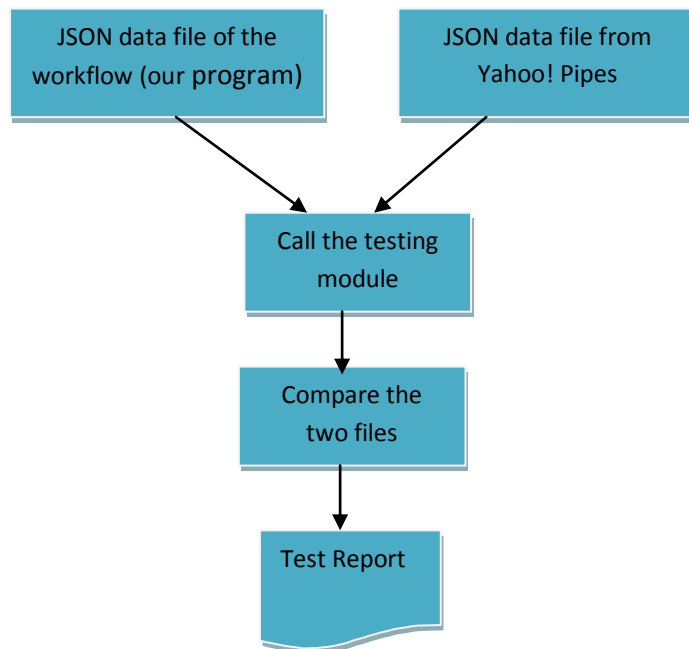 JSON data file of the
workflow (our program)
JSON data file from
Yahoo! Pipes
Call the testing
module
Compare the
two files
Test Report